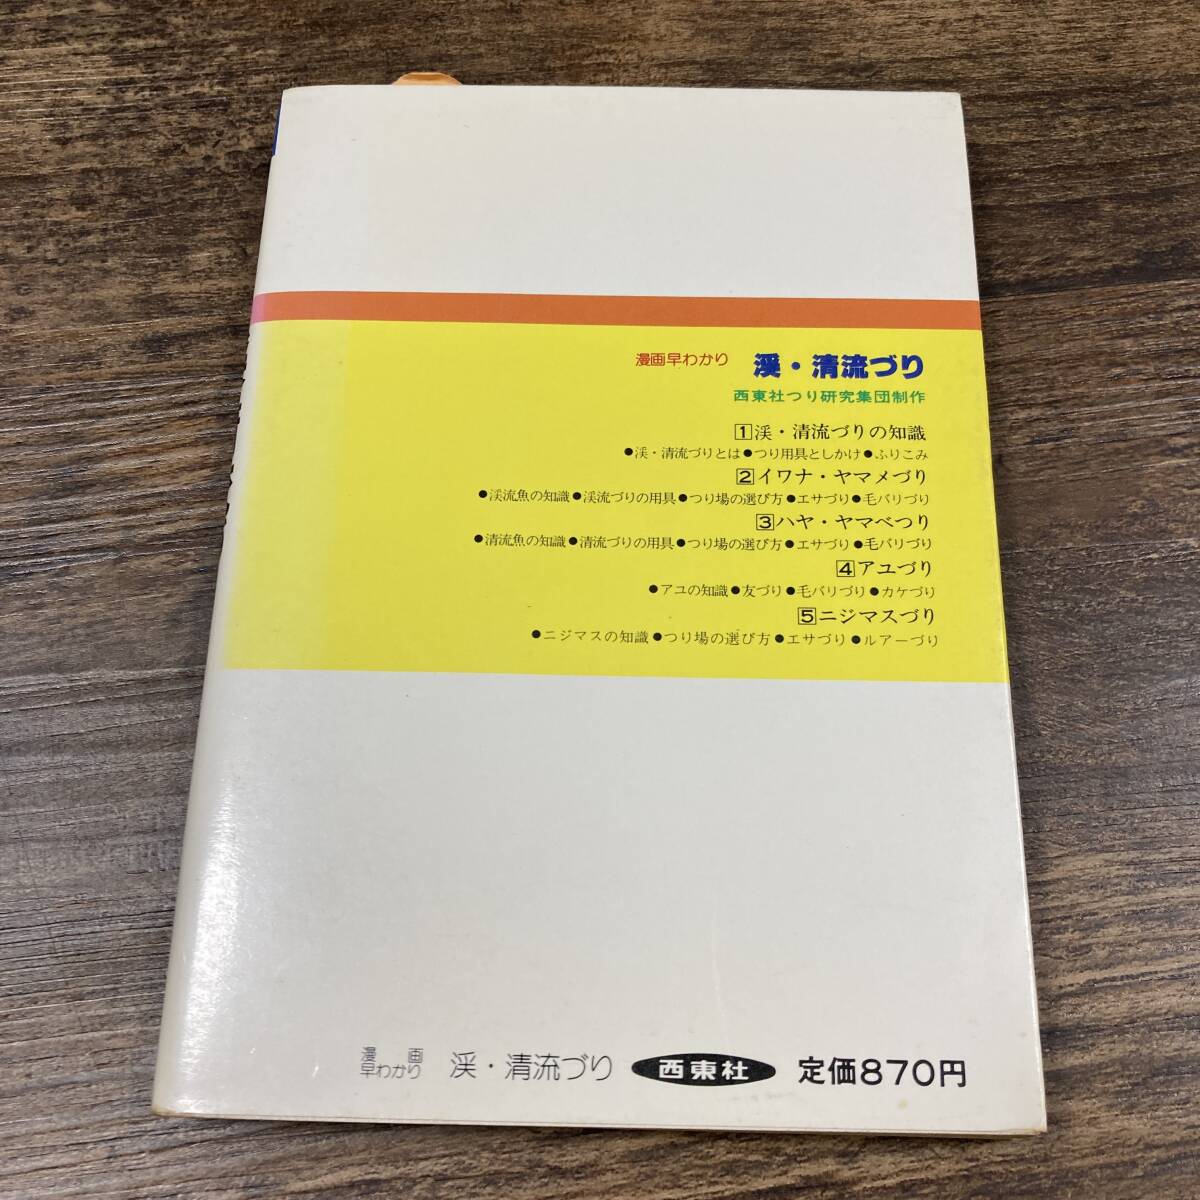 漫画早わかり 渓・清流づり
西東社つり研究集団制作
1 渓・清流づりの知識
●渓・清流づりとは●つり用具としかけ●ふりこみ
2 イワナ・ヤマメづり
●渓流魚の知識●渓流づりの用具●つり場の選び方●エサづり●毛バリづり
3 ハヤ・ヤマベつり
●清流魚の知識●清流づりの用具●つり場の選び方●エサづり●毛バリづり
4 アユづり
●アユの知識●友づり●毛バリづり●カケづり
5 ニジマスづり
●ニジマスの知識●つり場の選び方●エサづり●ルアーづり
漫画早わかり 渓・清流づり 西東社 定価870円